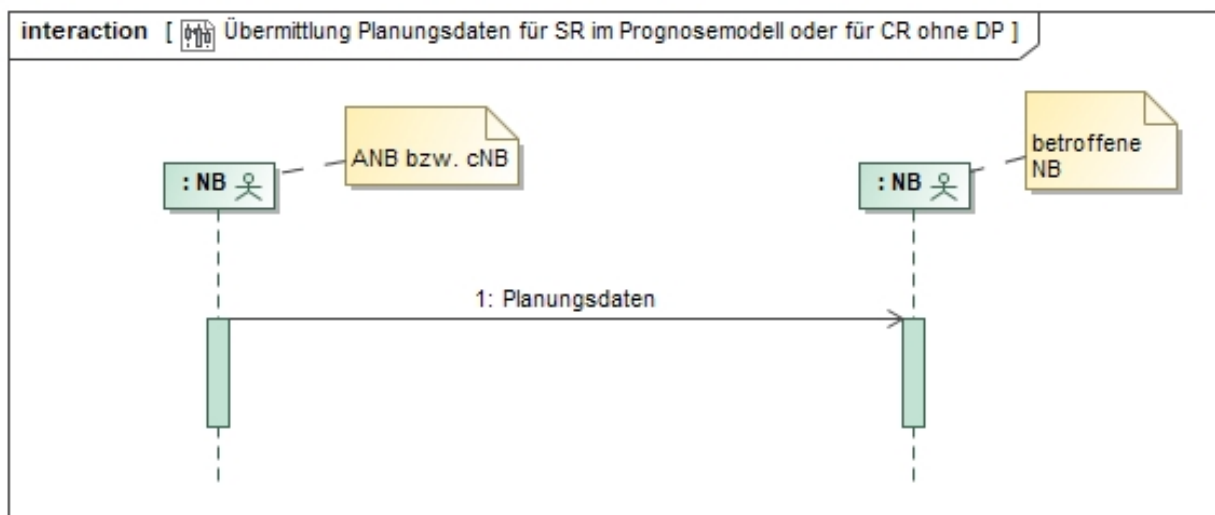 interaction [ Übermittlung Planungsdaten für SR im Prognosemodell oder für CR ohne DP ]
ANB bzw. cNB
: NB
betroffene
NB
: NB
1: Planungsdaten